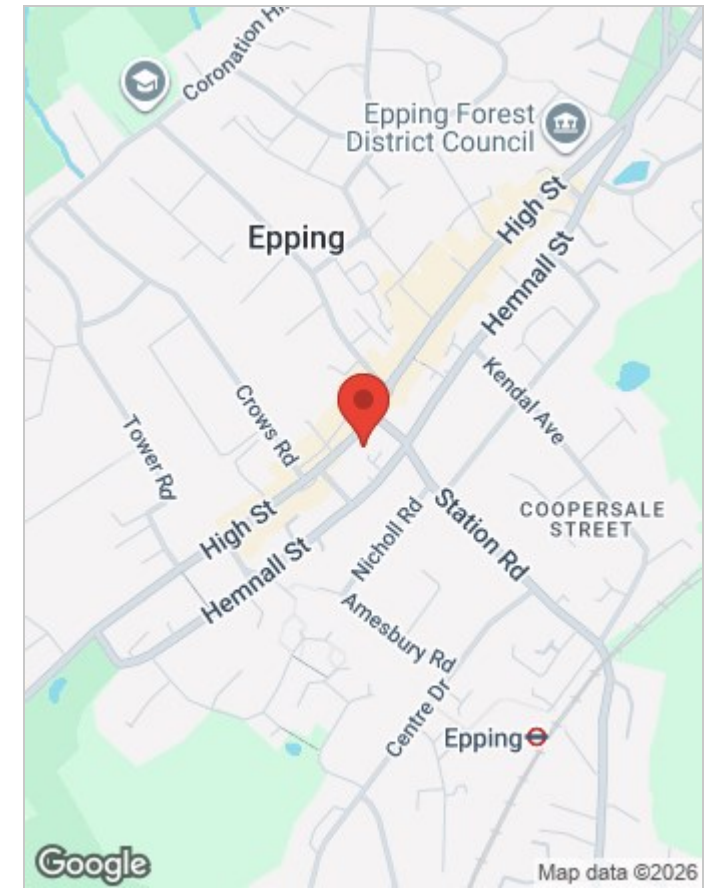 Coronation Hi
Epping Forest
District Council
High St
Epping
Hemnall St
Kendal Ave
Crows Rd
Tower Rd
COOPERSALE
STREET
Station Rd
High St
Nicholl Rd
Hemnall St
Amesbury Rd
Centre Dr
Epping
Google
Map data ©2026